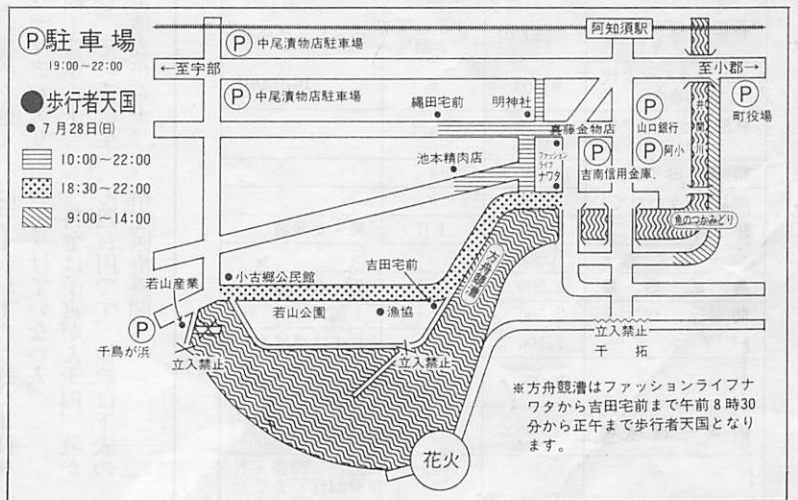 Ⓟ駐車場
19:00~22:00
●歩行者天国
● 7月28日(日)
10:00~22:00
18:30~22:00
9:00~14:00
Ⓟ 中尾漬物店駐車場
←至宇部
Ⓟ 中尾漬物店駐車場
阿知須駅
至小郡→
Ⓟ
町役場
井関川
縄田宅前
明神社
Ⓟ
山口銀行
真藤金物店
Ⓟ
Ⓟ阿小
ファッション
ライフ
ナワタ
吉南信用金庫
池本精肉店
魚のつかみどり
方舟競漕
小古郷公民館
吉田宅前
若山産業
若山公園
漁協
Ⓟ
千鳥が浜
立入禁止
立入禁止
立入禁止
干 拓
花火
※方舟競漕はファッションライフナ
ワタから吉田宅前まで午前8時30
分から正午まで歩行者天国となり
ます。